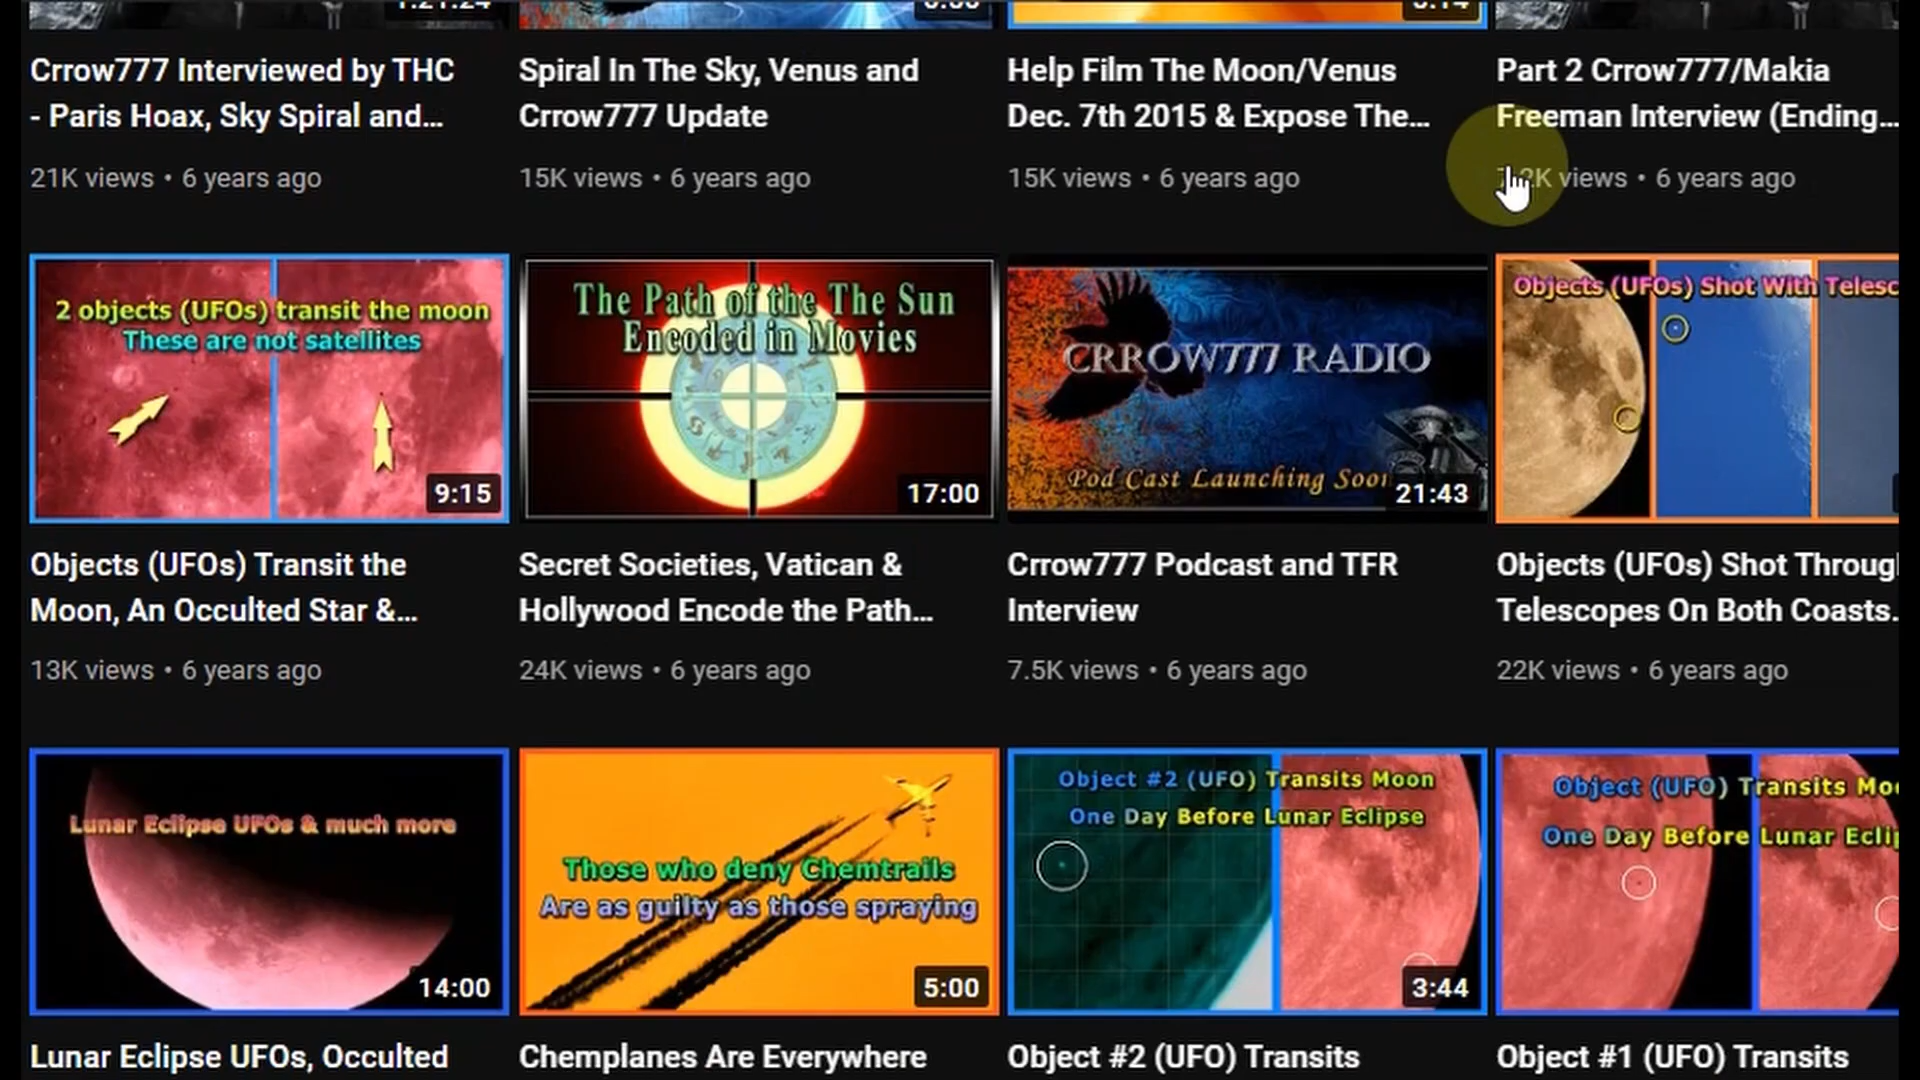 1:21:24
Crrow777 Interviewed by THC
- Paris Hoax, Sky Spiral and...
21K views • 6 years ago
Spiral In The Sky, Venus and
Crrow777 Update
15K views • 6 years ago
Help Film The Moon/Venus
Dec. 7th 2015 & Expose The...
15K views • 6 years ago
Part 2 Crrow777/Makia
Freeman Interview (Ending...
views • 6 years ago
2 objects (UFOs) transit the moon
These are not satellites
9:15
The Path of the The Sun
Encoded in Movies
17:00
CRROW777 RADIO
Pod Cast Launching Soon
21:43
Objects (UFOs) Shot With Telesc
Objects (UFOs) Transit the
Moon, An Occulted Star &...
13K views • 6 years ago
Secret Societies, Vatican &
Hollywood Encode the Path...
24K views • 6 years ago
Crrow777 Podcast and TFR
Interview
7.5K views • 6 years ago
Objects (UFOs) Shot Through
Telescopes On Both Coasts.
22K views • 6 years ago
Lunar Eclipse UFOs & much more
14:00
Those who deny Chemtrails
Are as guilty as those spraying
5:00
Object #2 (UFO) Transits Moon
One Day Before Lunar Eclipse
3:44
Object (UFO) Transits Moo
One Day Before Lunar Eclip
Lunar Eclipse UFOs, Occulted
Chemplanes Are Everywhere
Object #2 (UFO) Transits
Object #1 (UFO) Transits